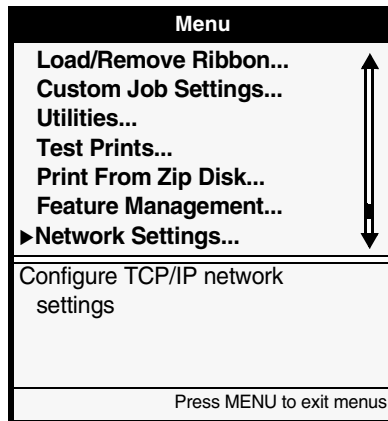 Menu
Load/Remove Ribbon...
Custom Job Settings...
Utilities...
Test Prints...
Print From Zip Disk...
Feature Management...
▶Network Settings...
Configure TCP/IP network
settings
Press MENU to exit menus